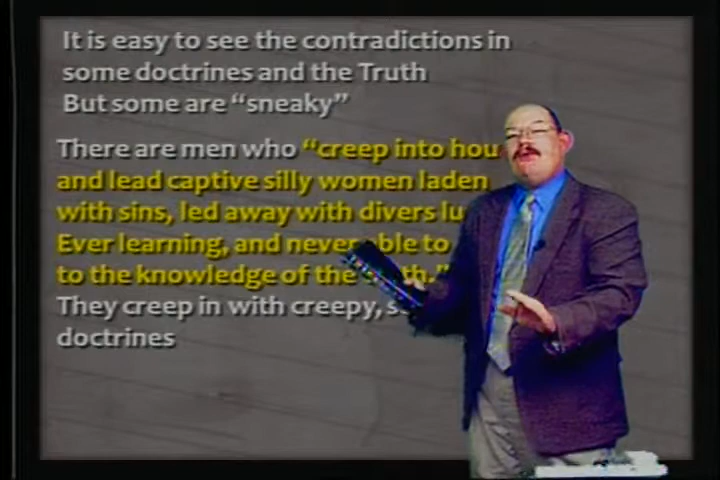 It is easy to see the contradictions in
some doctrines and the Truth
But some are “sneaky”
There are men who “creep into
and lead captive silly women laden
with sins, led away with divers
Ever learning, and never to
to the knowledge of the
They creep in with creepy,
doctrines